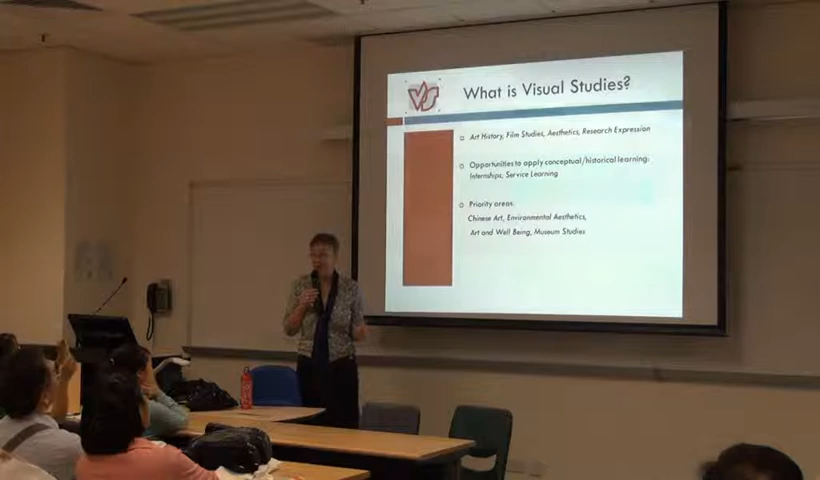 VS
What is Visual Studies?
Art History, Film Studies, Aesthetics, Research Expression
Opportunities to apply conceptual/historical learning:
Internships, Service Learning
Priority areas:
Chinese Art, Environmental Aesthetics,
Art and Well Being, Museum Studies